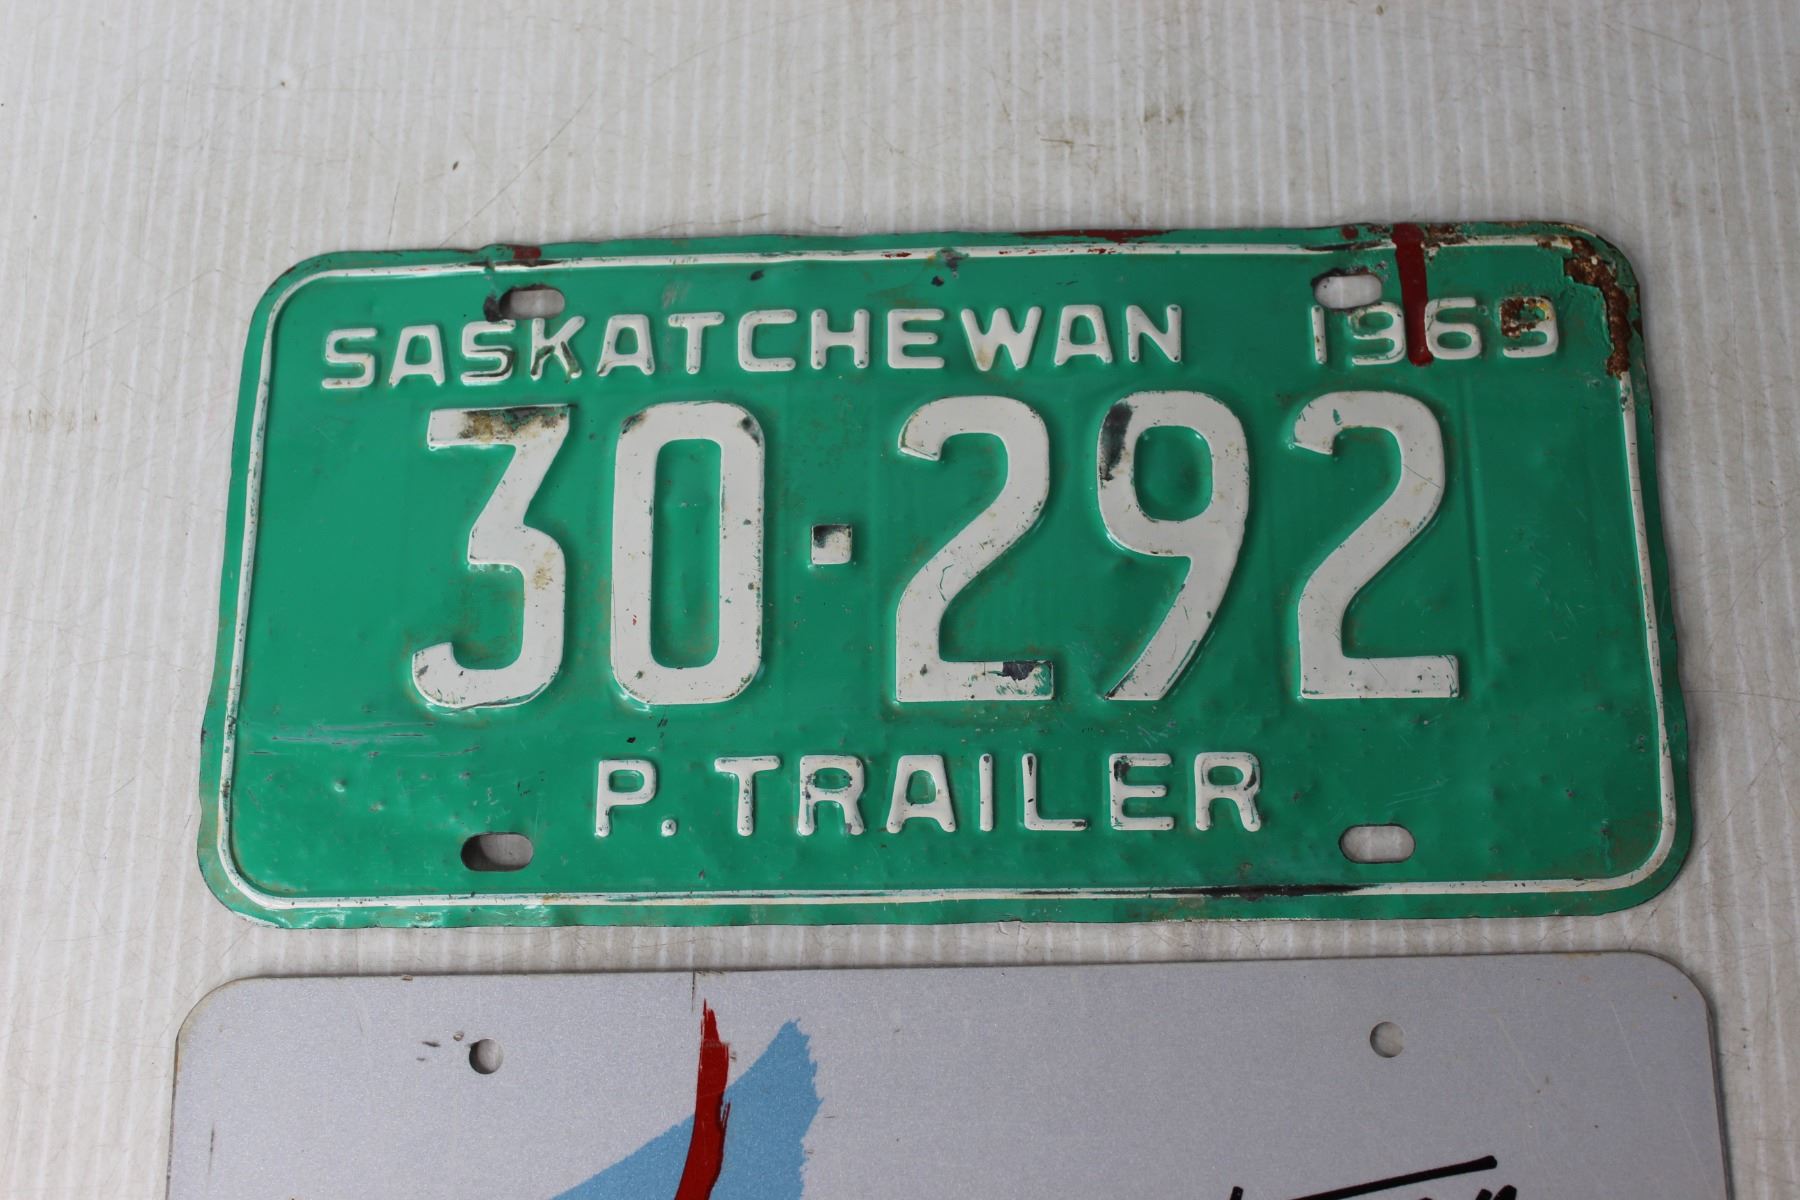 SASKATCHEWAN 1969
30-292
P. TRAILER